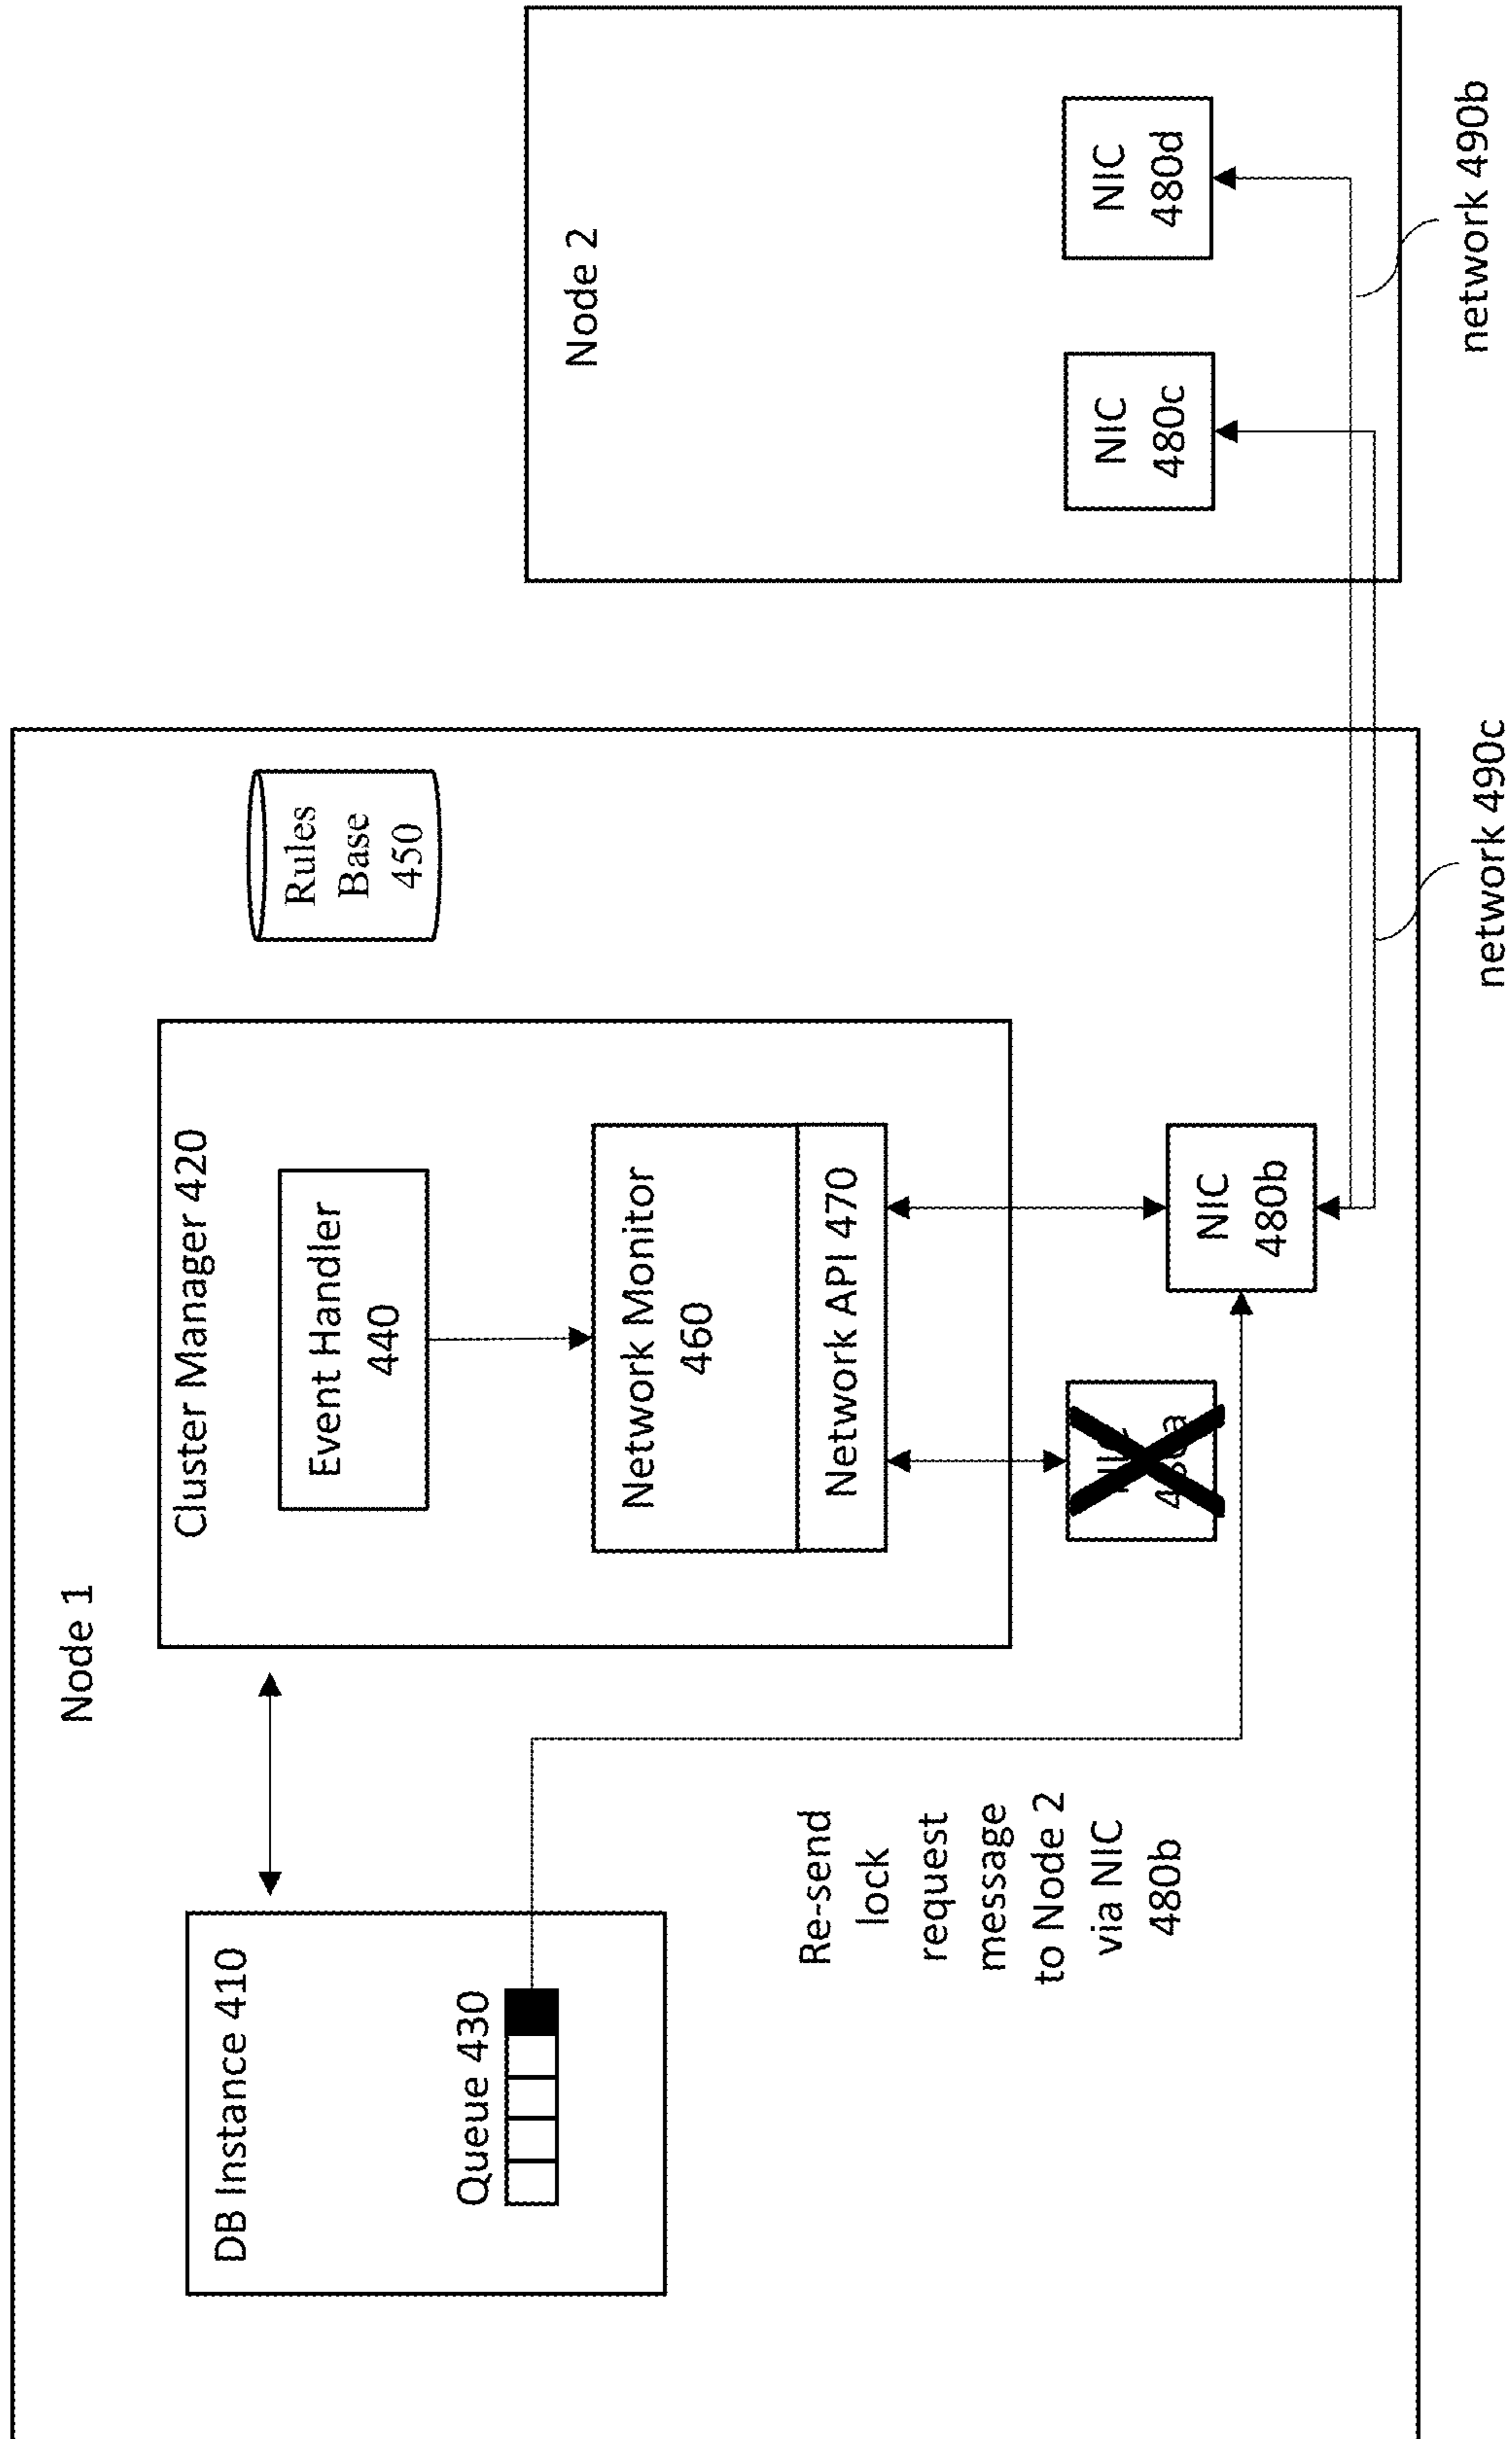 Node 1
DB Instance 410
Queue 430
Cluster Manager 420
Event Handler
440
Network Monitor
460
Network API 470
Rules
Base
450
Re-send
lock
request
message
to Node 2
via NIC
480b
NIC
480b
network 490c
Node 2
NIC
480c
NIC
480d
network 490b